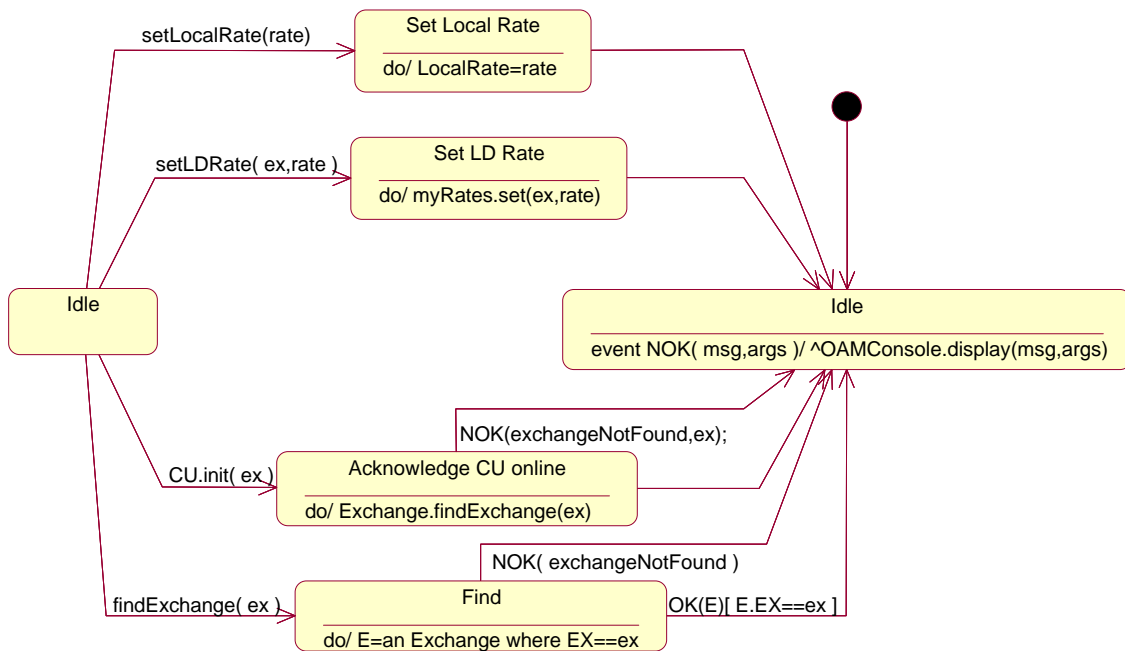 Set Local Rate
setLocalRate(rate)
do/ LocalRate=rate
Set LD Rate
setLDRate( ex,rate )
do/ myRates.set(ex,rate)
Idle
Idle
event NOK( msg,args )/ ^OAMConsole.display(msg,args)
NOK(exchangeNotFound,ex);
Acknowledge CU online
CU.init( ex )
do/ Exchange.findExchange(ex)
NOK( exchangeNotFound )
Find
findExchange( ex )
OK(E)[ E.EX==ex ]
do/ E=an Exchange where EX==ex